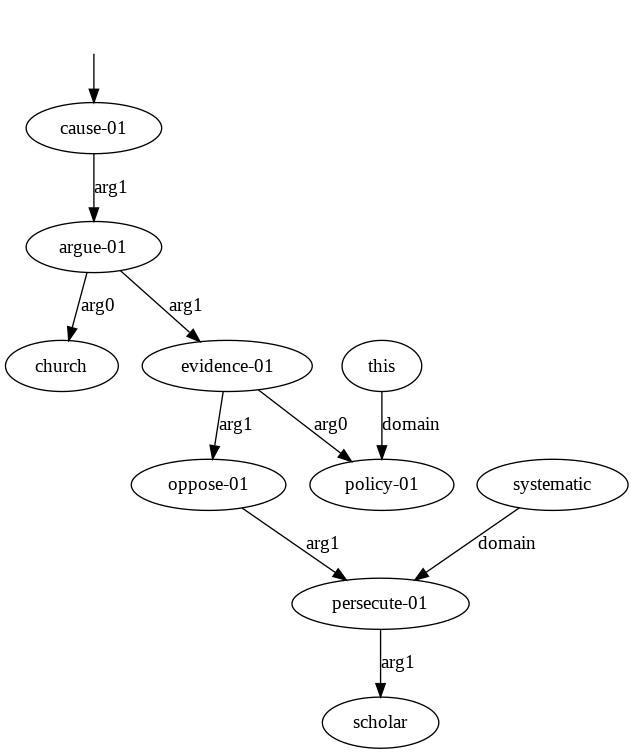 cause-01
arg1
argue-01
arg0
arg1
church
evidence-01
this
arg1
arg0
domain
oppose-01
policy-01
systematic
arg1
domain
persecute-01
arg1
scholar